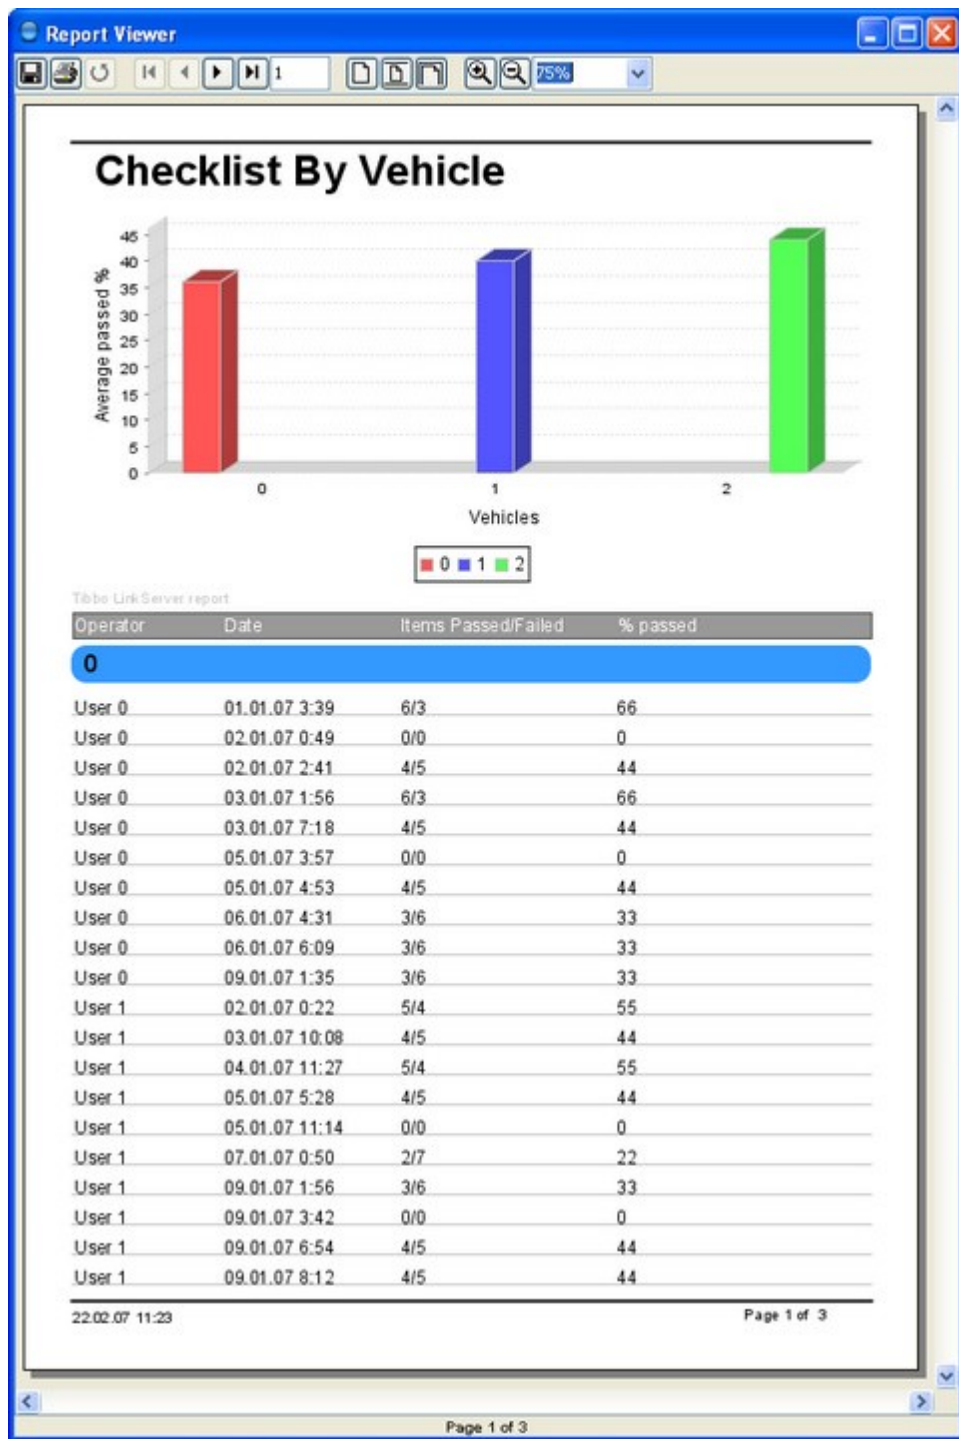 Report Viewer
1 75%
Checklist By Vehicle
45
40
35
30
25
20
15
10
5
0
Average passed %
0 1 2
Vehicles
0 1 2
Tibbo LinkServer report
Operator Date Items Passed/Failed % passed
0
User 0 01.01.07 3:39 6/3 66
User 0 02.01.07 0:49 0/0 0
User 0 02.01.07 2:41 4/5 44
User 0 03.01.07 1:56 6/3 66
User 0 03.01.07 7:18 4/5 44
User 0 05.01.07 3:57 0/0 0
User 0 05.01.07 4:53 4/5 44
User 0 06.01.07 4:31 3/6 33
User 0 06.01.07 6:09 3/6 33
User 0 09.01.07 1:35 3/6 33
User 1 02.01.07 0:22 5/4 55
User 1 03.01.07 10:08 4/5 44
User 1 04.01.07 11:27 5/4 55
User 1 05.01.07 5:28 4/5 44
User 1 05.01.07 11:14 0/0 0
User 1 07.01.07 0:50 2/7 22
User 1 09.01.07 1:56 3/6 33
User 1 09.01.07 3:42 0/0 0
User 1 09.01.07 6:54 4/5 44
User 1 09.01.07 8:12 4/5 44
22.02.07 11:23 Page 1 of 3
Page 1 of 3